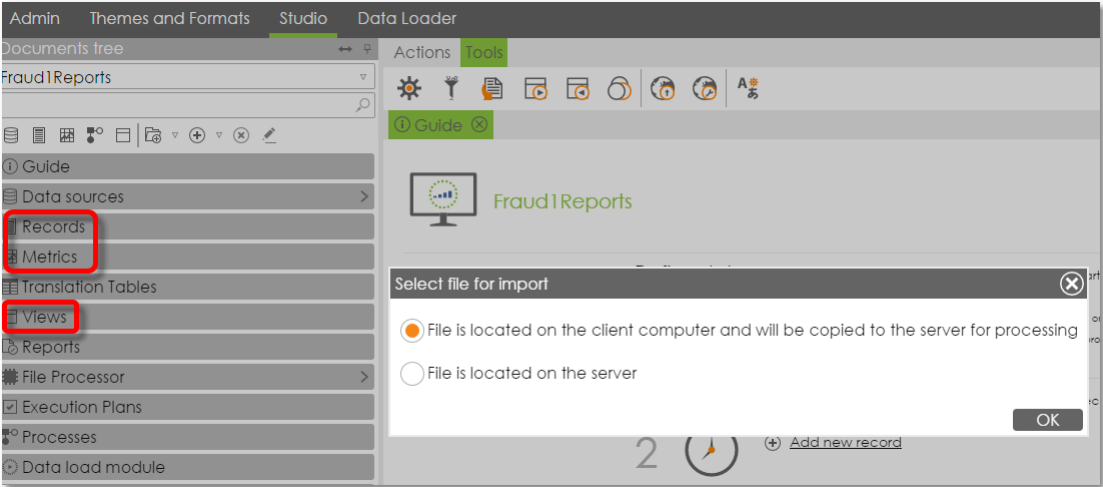 Admin Themes and Formats Studio Data Loader
Documents tree
Actions Tools
Fraud1Reports
Guide
Guide
Data sources
Fraud1Reports
Records
Metrics
Select file for import
Translation Tables
Views
File is located on the client computer and will be copied to the server for processing
Reports
File Processor
File is located on the server
Execution Plans
OK
Processes
2 Add new record
Data load module